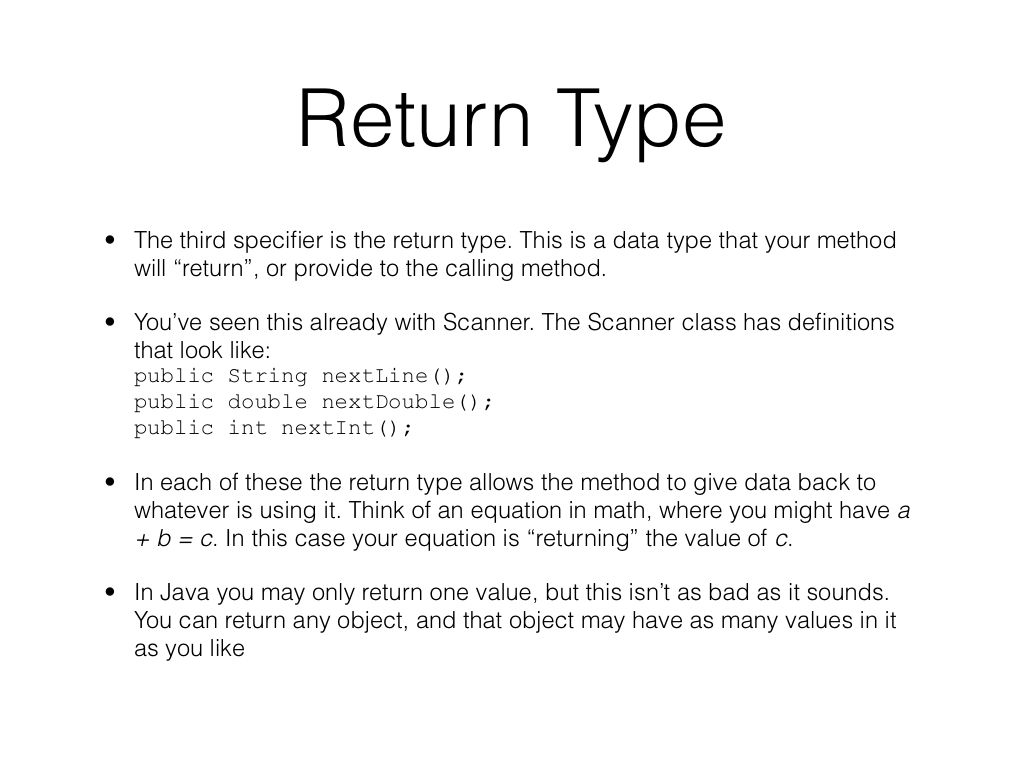 Return Type
• The third specifier is the return type. This is a data type that your method
will “return”, or provide to the calling method.
• You’ve seen this already with Scanner. The Scanner class has definitions
that look like:
public String nextLine();
public double nextDouble();
public int nextInt();
• In each of these the return type allows the method to give data back to
whatever is using it. Think of an equation in math, where you might have a
+ b = c. In this case your equation is “returning” the value of c.
• In Java you may only return one value, but this isn’t as bad as it sounds.
You can return any object, and that object may have as many values in it
as you like